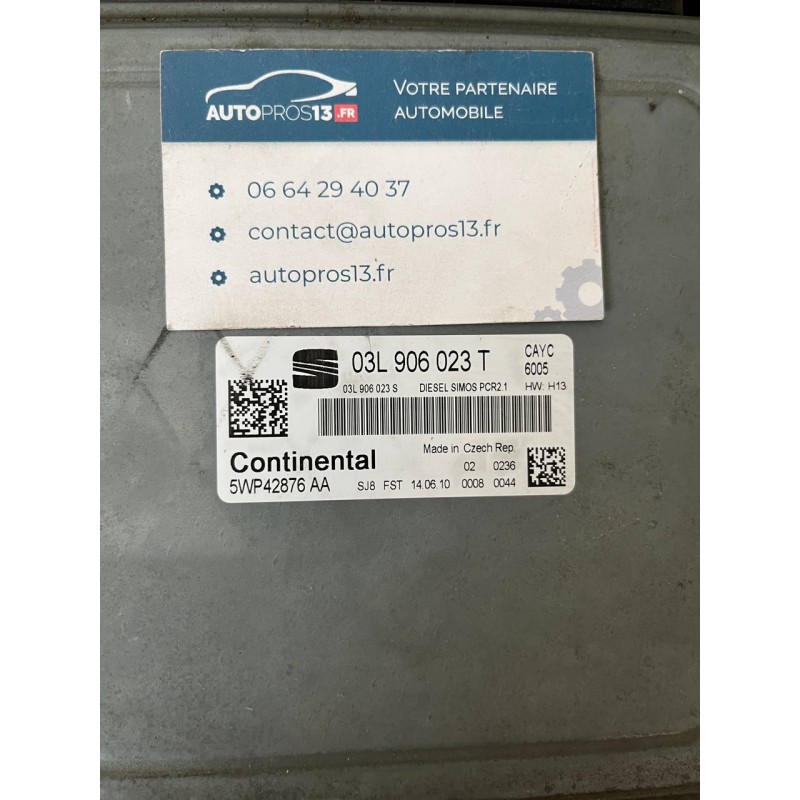 AUTOPROS13.FR
VOTRE PARTENAIRE
AUTOMOBILE
06 64 29 40 37
contact@autopros13.fr
autopros13.fr
03L 906 023 T
CAYC
6005
03L 906 023 S DIESEL SIMOS PCR2.1 HW: H13
Made in Czech Rep.
Continental 02 0236
5WP42876 AA SJ8 FST 14.06.10 0008 0044